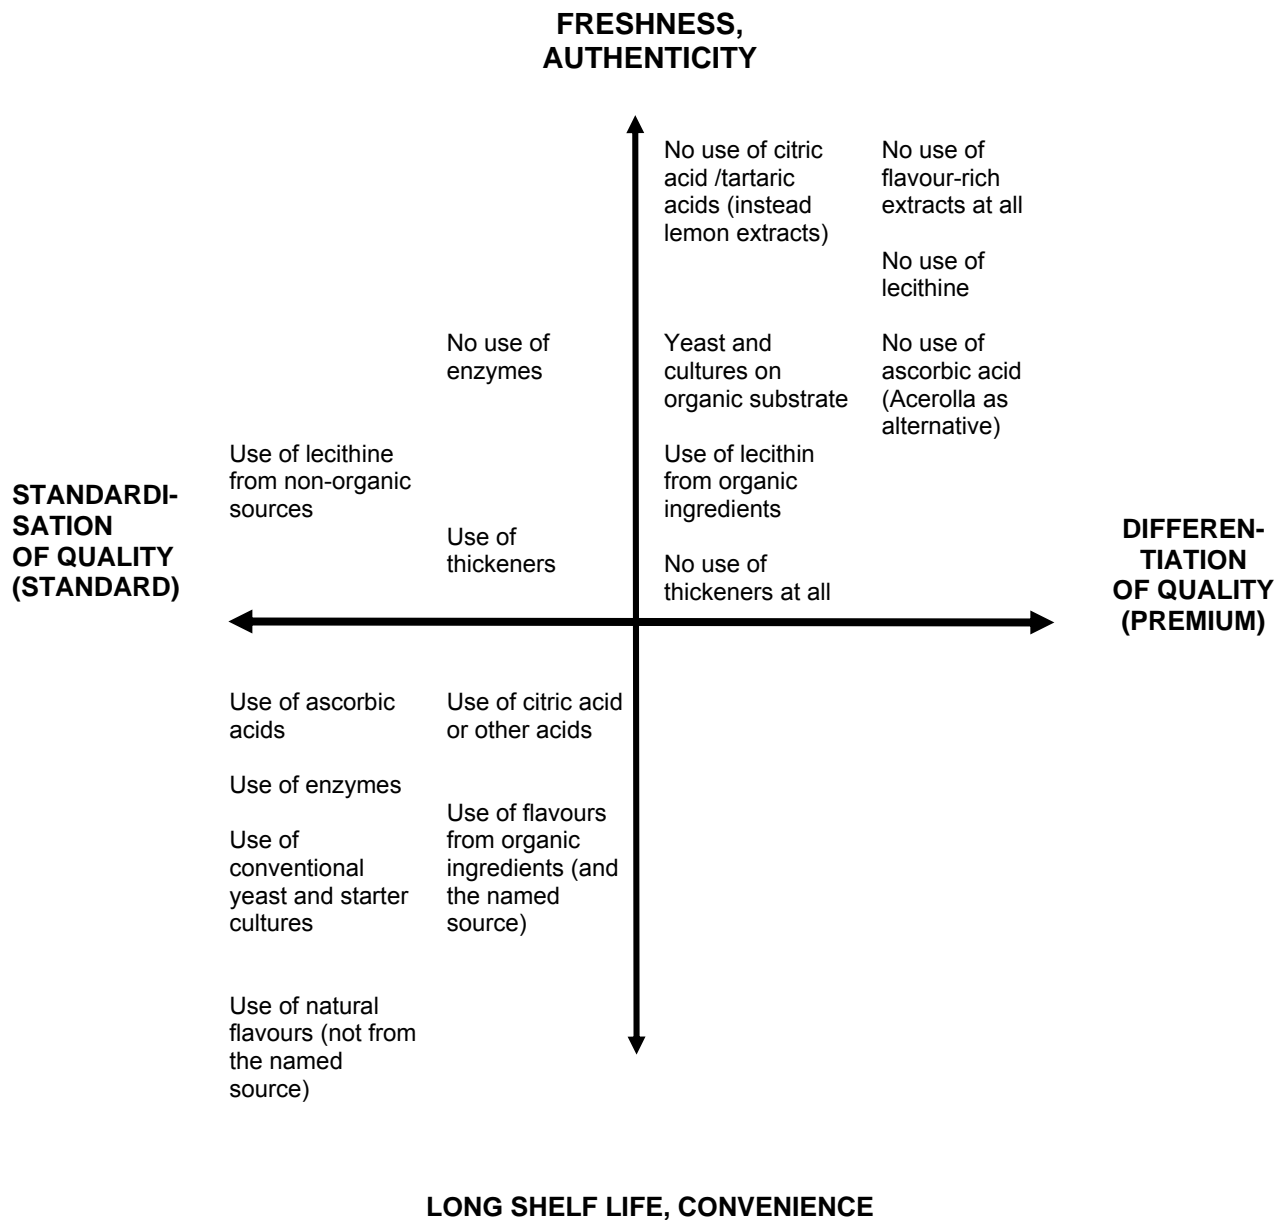 FRESHNESS,
AUTHENTICITY
No use of citric
acid /tartaric
acids (instead
lemon extracts)
No use of
flavour-rich
extracts at all
No use of
lecithine
No use of
enzymes
Yeast and
cultures on
organic substrate
No use of
ascorbic acid
(Acerolla as
alternative)
Use of lecithine
from non-organic
sources
Use of lecithin
from organic
ingredients
STANDARDI-
SATION
OF QUALITY
(STANDARD)
Use of
thickeners
No use of
thickeners at all
DIFFEREN-
TIATION
OF QUALITY
(PREMIUM)
Use of ascorbic
acids
Use of citric acid
or other acids
Use of enzymes
Use of flavours
from organic
ingredients (and
the named
source)
Use of
conventional
yeast and starter
cultures
Use of natural
flavours (not from
the named
source)
LONG SHELF LIFE, CONVENIENCE